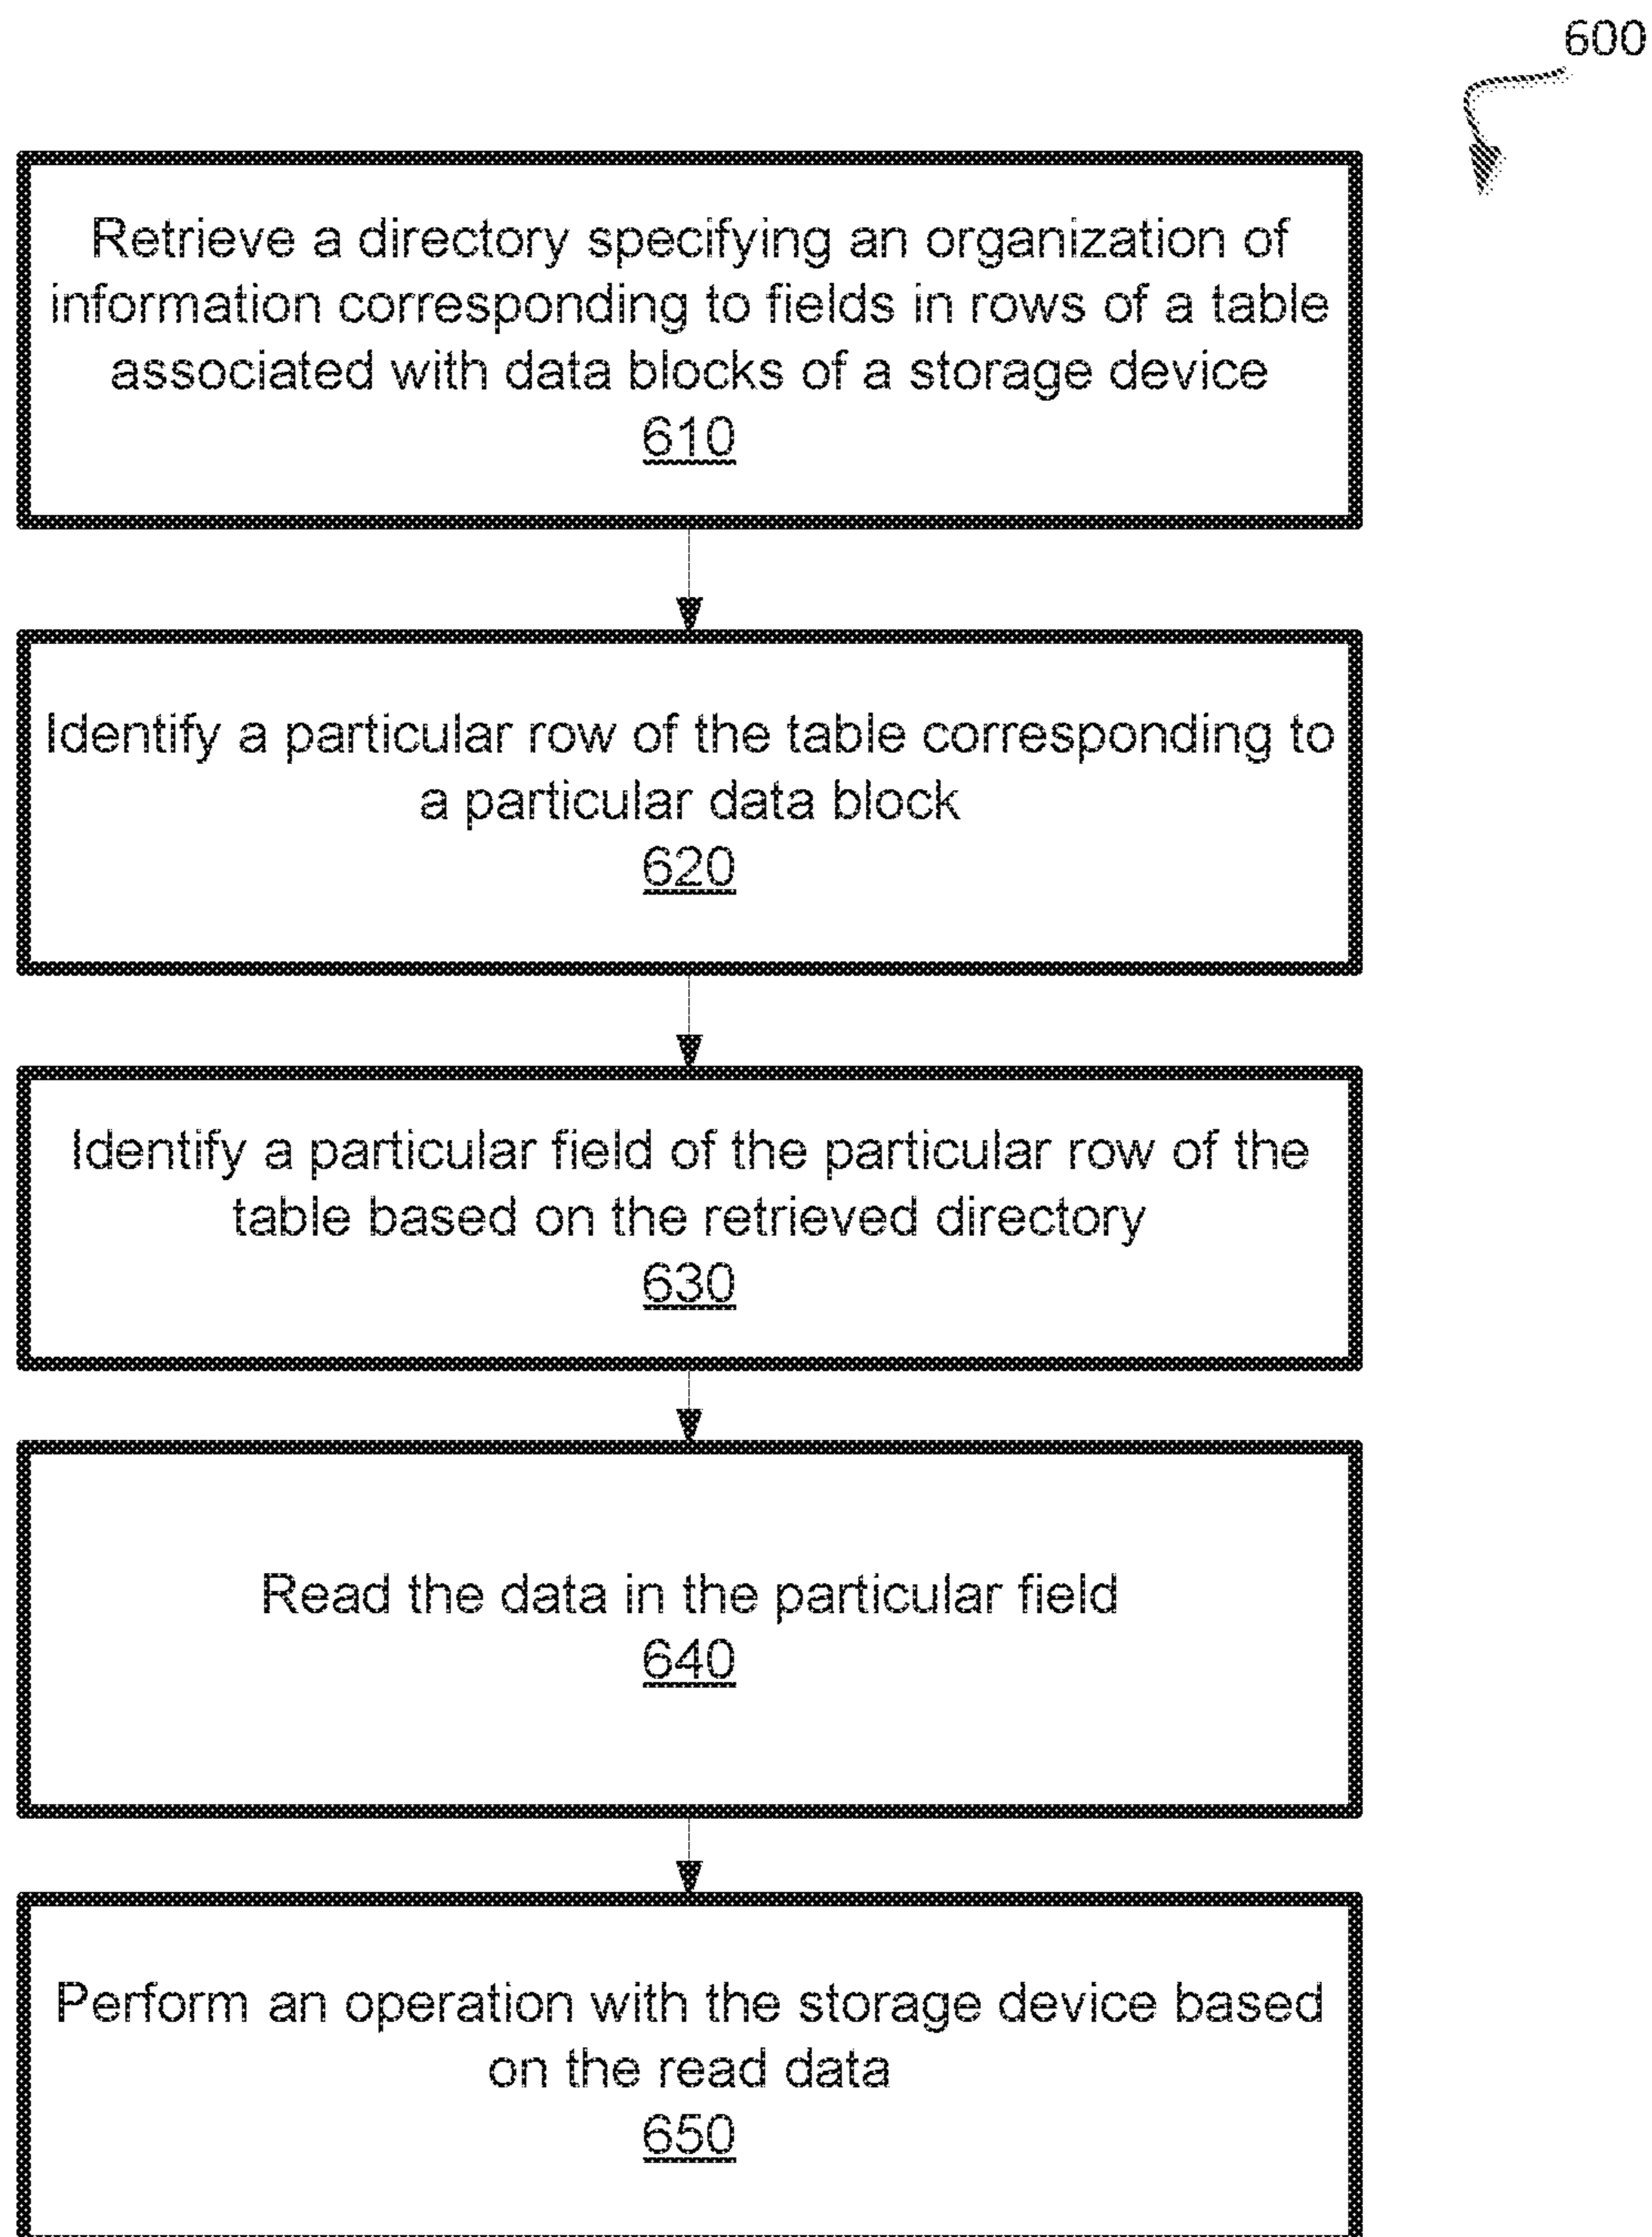 600
Retrieve a directory specifying an organization of
information corresponding to fields in rows of a table
associated with data blocks of a storage device
610
Identify a particular row of the table corresponding to
a particular data block
620
Identify a particular field of the particular row of the
table based on the retrieved directory
630
Read the data in the particular field
640
Perform an operation with the storage device based
on the read data
650